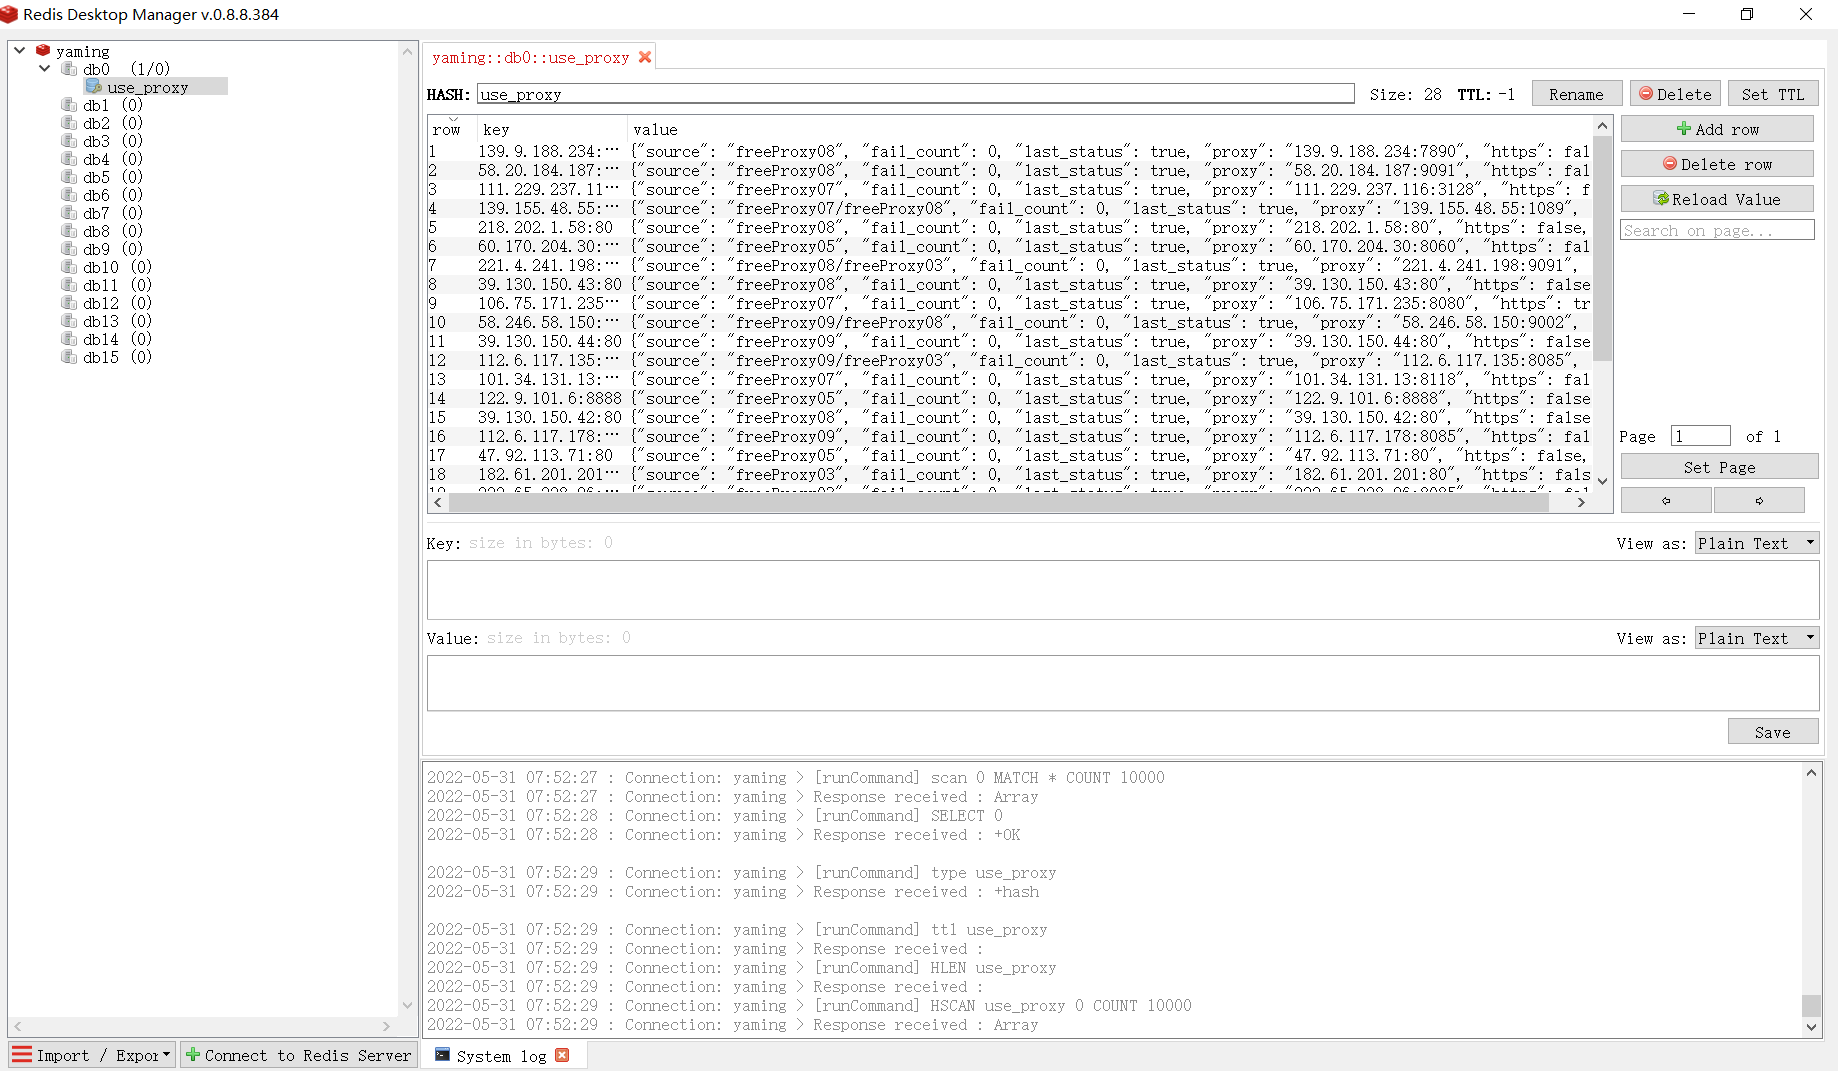 Redis Desktop Manager v.0.8.8.384
yaming
db0 (1/0)
use_proxy
db1 (0)
db2 (0)
db3 (0)
db4 (0)
db5 (0)
db6 (0)
db7 (0)
db8 (0)
db9 (0)
db10 (0)
db11 (0)
db12 (0)
db13 (0)
db14 (0)
db15 (0)
Import / Expor
Connect to Redis Server
yaming::db0::use_proxy
HASH: use_proxy Size: 28 TTL: -1 Rename Delete Set TTL
row key value
1 139.9.188.234:… {"source": "freeProxy08", "fail_count": 0, "last_status": true, "proxy": "139.9.188.234:7890", "https": fal
2 58.20.184.187:… {"source": "freeProxy08", "fail_count": 0, "last_status": true, "proxy": "58.20.184.187:9091", "https": fal
3 111.229.237.11… {"source": "freeProxy07", "fail_count": 0, "last_status": true, "proxy": "111.229.237.116:3128", "https": f
4 139.155.48.55:… {"source": "freeProxy07/freeProxy08", "fail_count": 0, "last_status": true, "proxy": "139.155.48.55:1089",
5 218.202.1.58:80 {"source": "freeProxy08", "fail_count": 0, "last_status": true, "proxy": "218.202.1.58:80", "https": false,
6 60.170.204.30:… {"source": "freeProxy05", "fail_count": 0, "last_status": true, "proxy": "60.170.204.30:8060", "https": fal
7 221.4.241.198:… {"source": "freeProxy08/freeProxy03", "fail_count": 0, "last_status": true, "proxy": "221.4.241.198:9091",
8 39.130.150.43:80 {"source": "freeProxy08", "fail_count": 0, "last_status": true, "proxy": "39.130.150.43:80", "https": false
9 106.75.171.235… {"source": "freeProxy07", "fail_count": 0, "last_status": true, "proxy": "106.75.171.235:8080", "https": tr
10 58.246.58.150:… {"source": "freeProxy09/freeProxy08", "fail_count": 0, "last_status": true, "proxy": "58.246.58.150:9002",
11 39.130.150.44:80 {"source": "freeProxy09", "fail_count": 0, "last_status": true, "proxy": "39.130.150.44:80", "https": false
12 112.6.117.135:… {"source": "freeProxy09/freeProxy03", "fail_count": 0, "last_status": true, "proxy": "112.6.117.135:8085",
13 101.34.131.13:… {"source": "freeProxy07", "fail_count": 0, "last_status": true, "proxy": "101.34.131.13:8118", "https": fal
14 122.9.101.6:8888 {"source": "freeProxy05", "fail_count": 0, "last_status": true, "proxy": "122.9.101.6:8888", "https": false
15 39.130.150.42:80 {"source": "freeProxy08", "fail_count": 0, "last_status": true, "proxy": "39.130.150.42:80", "https": false
16 112.6.117.178:… {"source": "freeProxy09", "fail_count": 0, "last_status": true, "proxy": "112.6.117.178:8085", "https": fal
17 47.92.113.71:80 {"source": "freeProxy05", "fail_count": 0, "last_status": true, "proxy": "47.92.113.71:80", "https": false,
18 182.61.201.201… {"source": "freeProxy03", "fail_count": 0, "last_status": true, "proxy": "182.61.201.201:80", "https": fals
Add row
Delete row
Reload Value
Search on page...
Page 1 of 1
Set Page
Key: size in bytes: 0 View as: Plain Text
Value: size in bytes: 0 View as: Plain Text
Save
2022-05-31 07:52:27 : Connection: yaming > [runCommand] scan 0 MATCH * COUNT 10000
2022-05-31 07:52:27 : Connection: yaming > Response received : Array
2022-05-31 07:52:28 : Connection: yaming > [runCommand] SELECT 0
2022-05-31 07:52:28 : Connection: yaming > Response received : +OK
2022-05-31 07:52:29 : Connection: yaming > [runCommand] type use_proxy
2022-05-31 07:52:29 : Connection: yaming > Response received : +hash
2022-05-31 07:52:29 : Connection: yaming > [runCommand] ttl use_proxy
2022-05-31 07:52:29 : Connection: yaming > Response received :
2022-05-31 07:52:29 : Connection: yaming > [runCommand] HLEN use_proxy
2022-05-31 07:52:29 : Connection: yaming > Response received :
2022-05-31 07:52:29 : Connection: yaming > [runCommand] HSCAN use_proxy 0 COUNT 10000
2022-05-31 07:52:29 : Connection: yaming > Response received : Array
System log